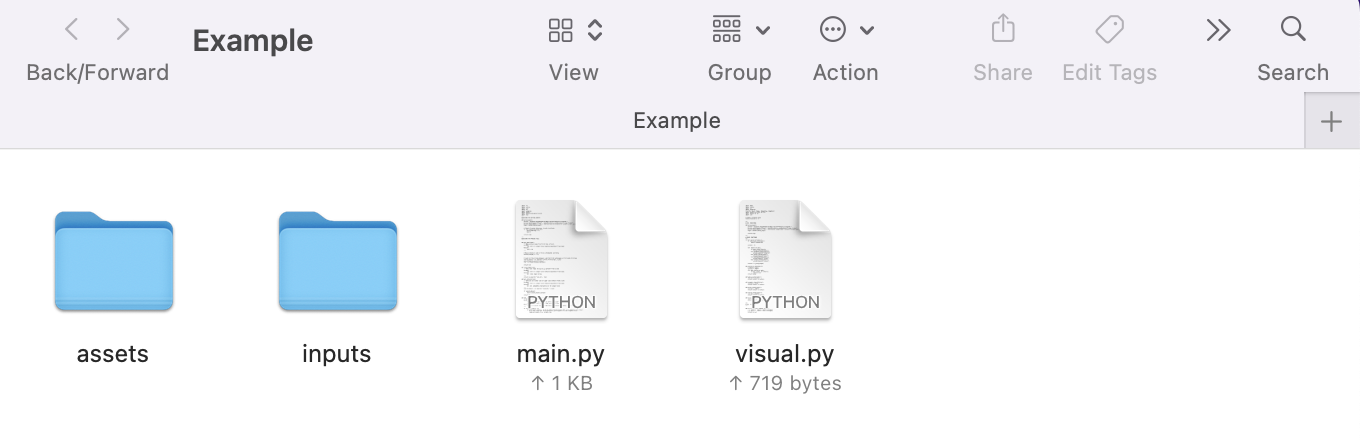 Example
Back/Forward
View
Group
Action
Share
Edit Tags
Search
Example
PYTHON
PYTHON
assets
inputs
main.py
visual.py
↑ 1 KB
↑ 719 bytes